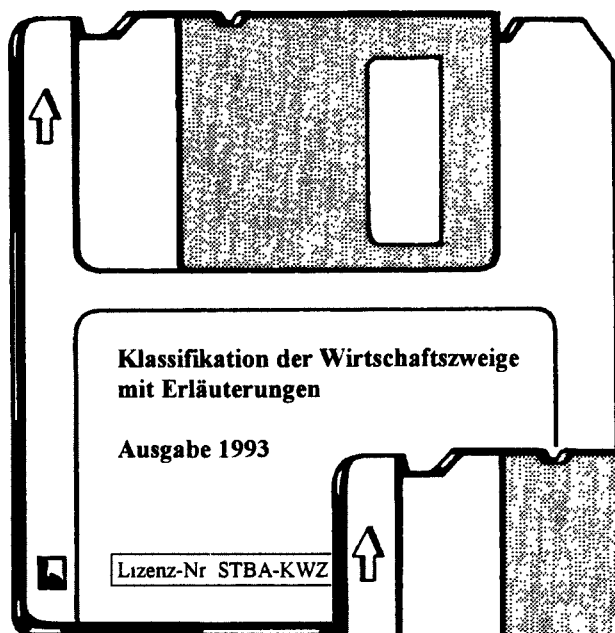 Klassifikation der Wirtschaftszweige
mit Erläuterungen
Ausgabe 1993
Lizenz-Nr STBA-KWZ